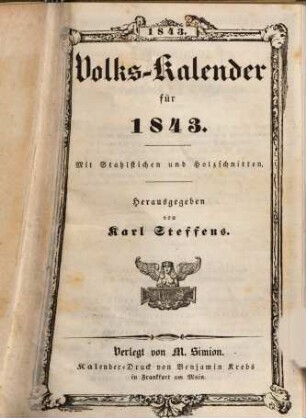 1843.
Volks-Kalender
für
1843.
Mit Stahlstichen und Holzschnitten.
Herausgegeben
von
Karl Steffens.
Verlegt von M. Simion.
Kalender-Druck von Benjamin Krebs
in Frankfurt am Main.